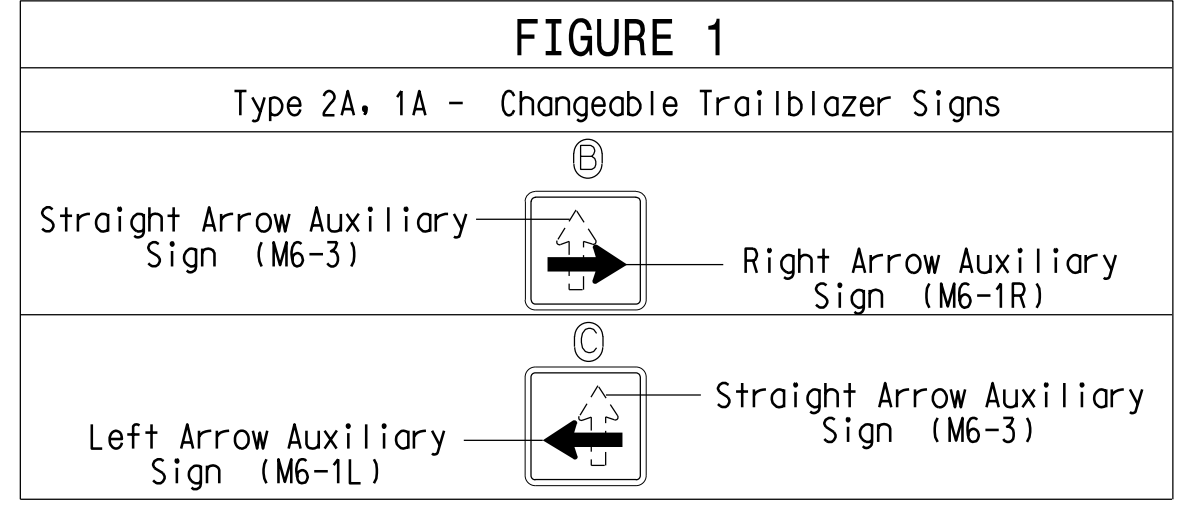 FIGURE 1
Type 2A, 1A - Changeable Trailblazer Signs
B
Straight Arrow Auxiliary
Sign (M6-3)
Right Arrow Auxiliary
Sign (M6-1R)
C
Straight Arrow Auxiliary
Sign (M6-3)
Left Arrow Auxiliary
Sign (M6-1L)